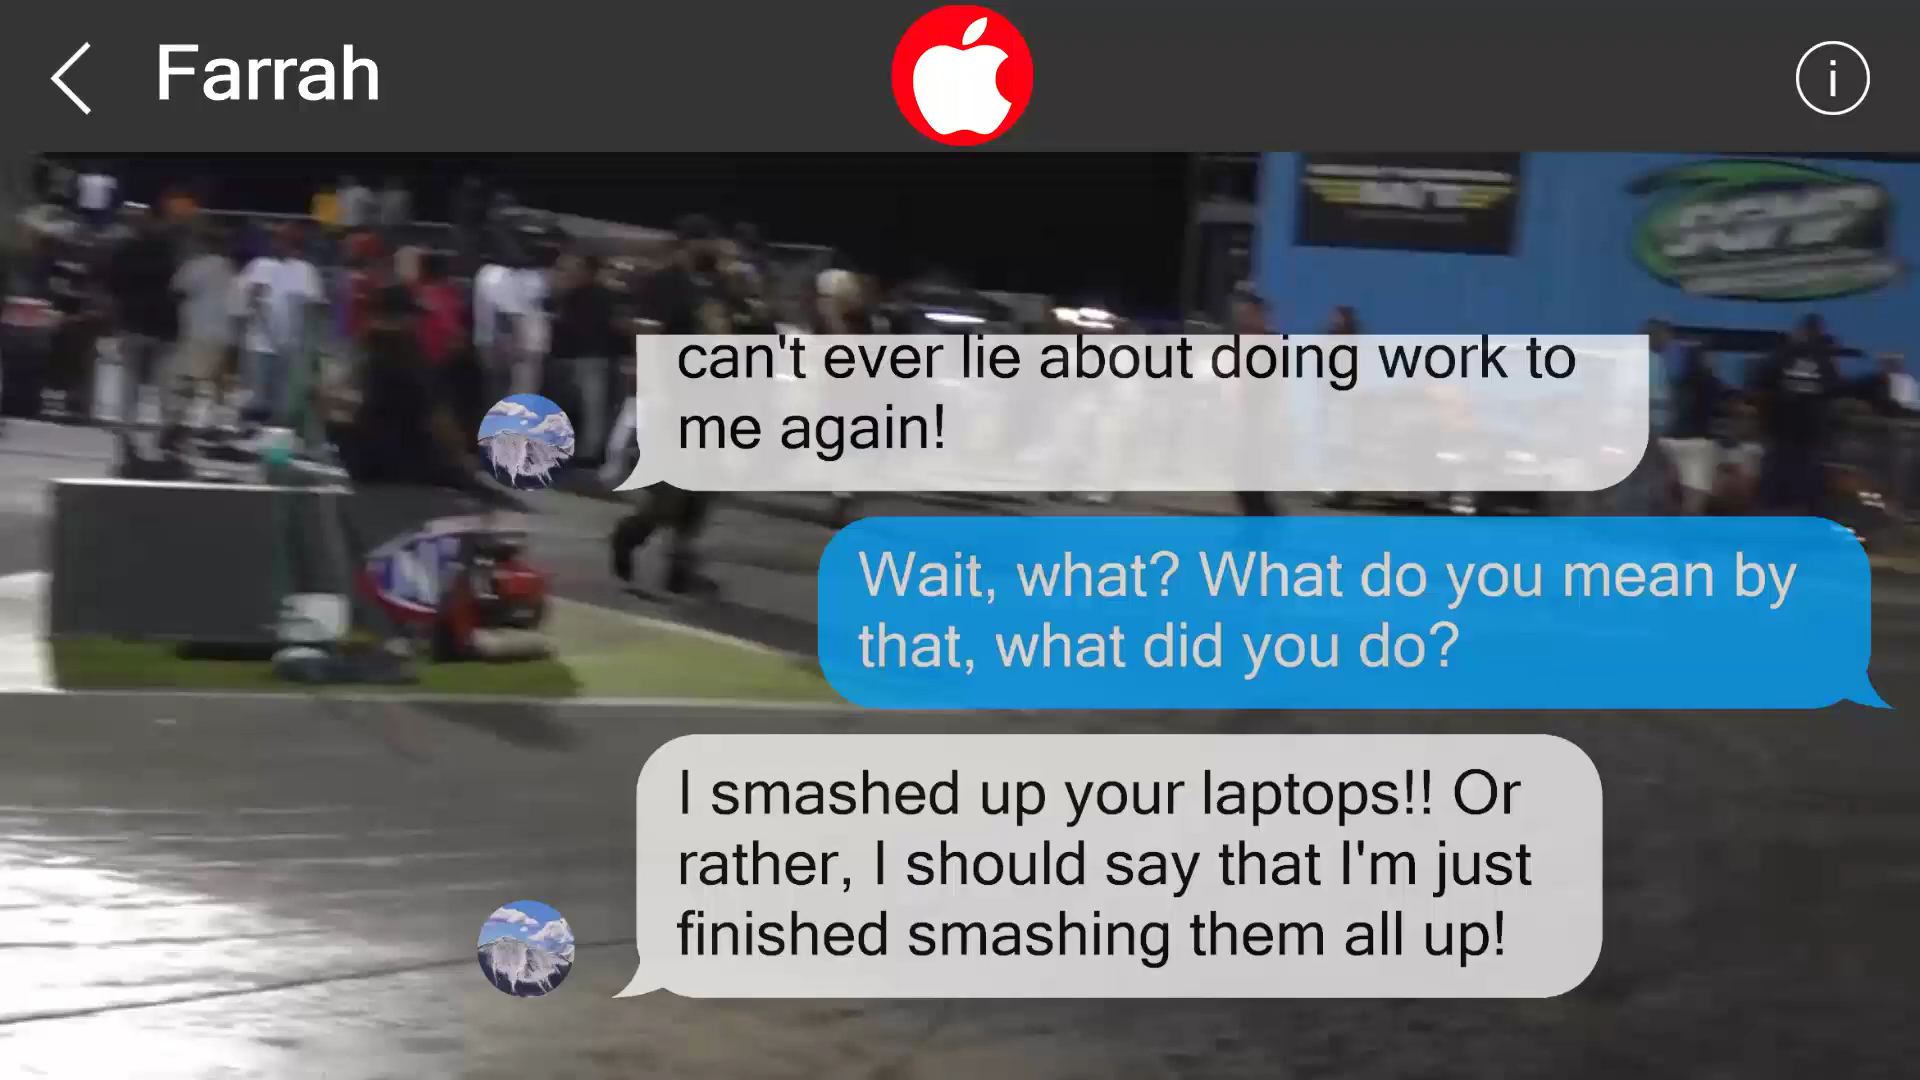 Farrah
i
can't ever lie about doing work to
me again!
Wait, what? What do you mean by
that, what did you do?
I smashed up your laptops!! Or
rather, I should say that I'm just
finished smashing them all up!